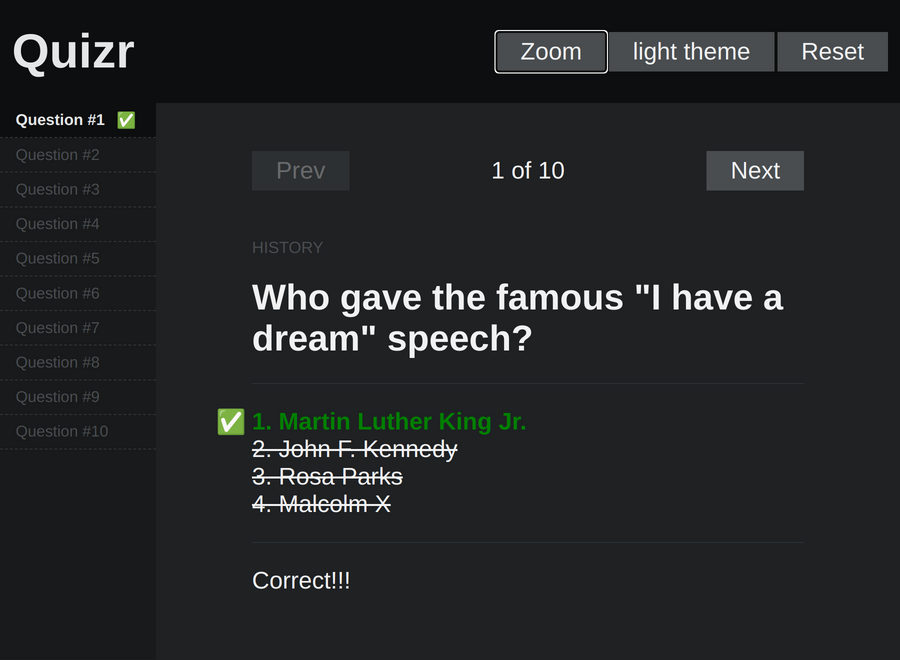 Quizr
Zoom
light theme
Reset
Question #1 ✅
Question #2
Question #3
Question #4
Question #5
Question #6
Question #7
Question #8
Question #9
Question #10
Prev
1 of 10
Next
HISTORY
Who gave the famous "I have a
dream" speech?
✅ 1. Martin Luther King Jr.
2. John F. Kennedy
3. Rosa Parks
4. Malcolm X
Correct!!!